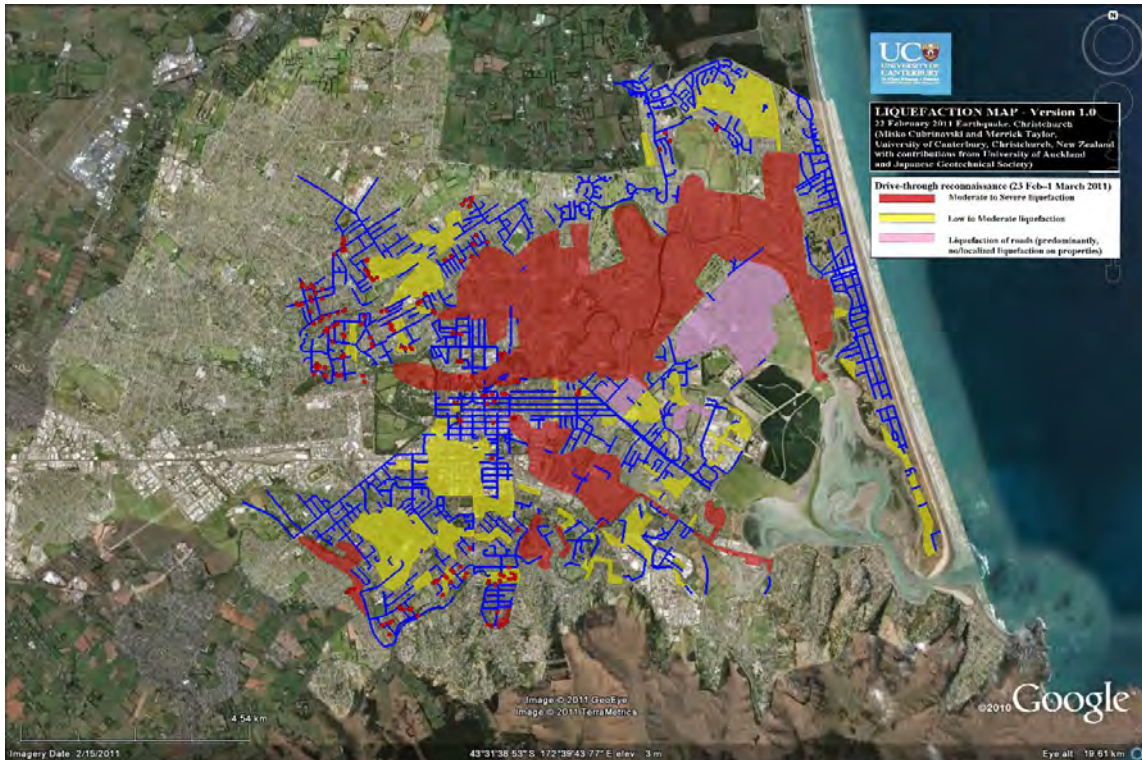 N
UC
UNIVERSITY OF
CANTERBURY
LIQUEFACTION MAP - Version 1.0
22 February 2011 Earthquake, Christchurch
(Misko Cubrinovski and Merrick Taylor,
University of Canterbury, Christchurch, New Zealand
with contributions from University of Auckland
and Japanese Geotechnical Society)
Drive-through reconnaissance (23 Feb–1 March 2011)
Moderate to Severe liquefaction
Low to Moderate liquefaction
Liquefaction of roads (predominantly,
no/localized liquefaction on properties)
4.54 km
Image © 2011 GeoEye
Image © 2011 TerraMetrics
©2010 Google
Imagery Date: 2/15/2011
43°31'38.53" S 172°39'43.77" E elev 3 m
Eye alt 19.61 km